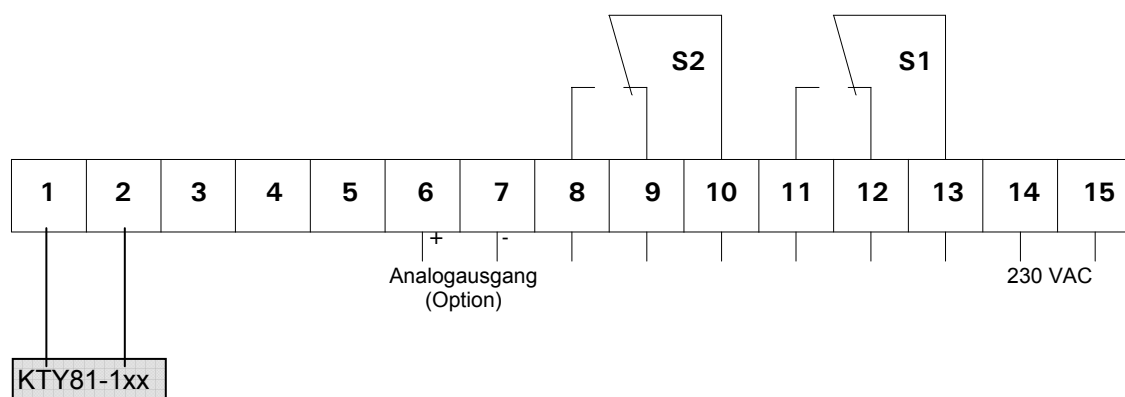 S2 S1
1 2 3 4 5 6 7 8 9 10 11 12 13 14 15
+ -
Analogausgang 230 VAC
(Option)
KTY81-1xx